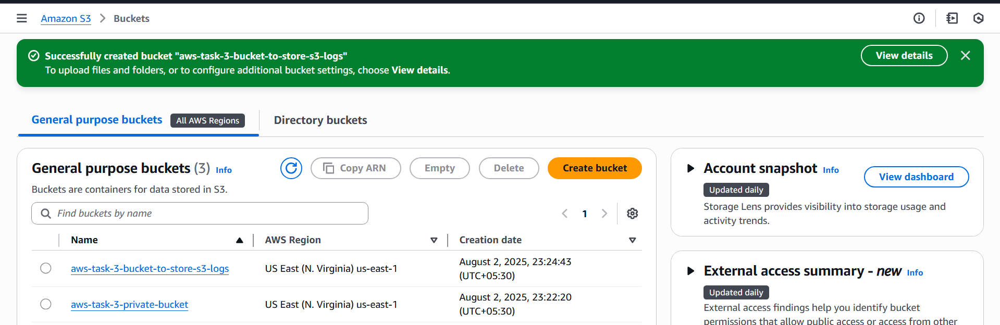 Amazon S3 > Buckets
Successfully created bucket "aws-task-3-bucket-to-store-s3-logs"
To upload files and folders, or to configure additional bucket settings, choose View details.
View details
General purpose buckets All AWS Regions
Directory buckets
General purpose buckets (3) Info
Copy ARN
Empty
Delete
Create bucket
Buckets are containers for data stored in S3.
Find buckets by name
1
Name AWS Region Creation date
aws-task-3-bucket-to-store-s3-logs US East (N. Virginia) us-east-1 August 2, 2025, 23:24:43
(UTC+05:30)
aws-task-3-private-bucket US East (N. Virginia) us-east-1 August 2, 2025, 23:22:20
(UTC+05:30)
Account snapshot Info
View dashboard
Updated daily
Storage Lens provides visibility into storage usage and
activity trends.
External access summary - new Info
Updated daily
External access findings help you identify bucket
permissions that allow public access or access from other